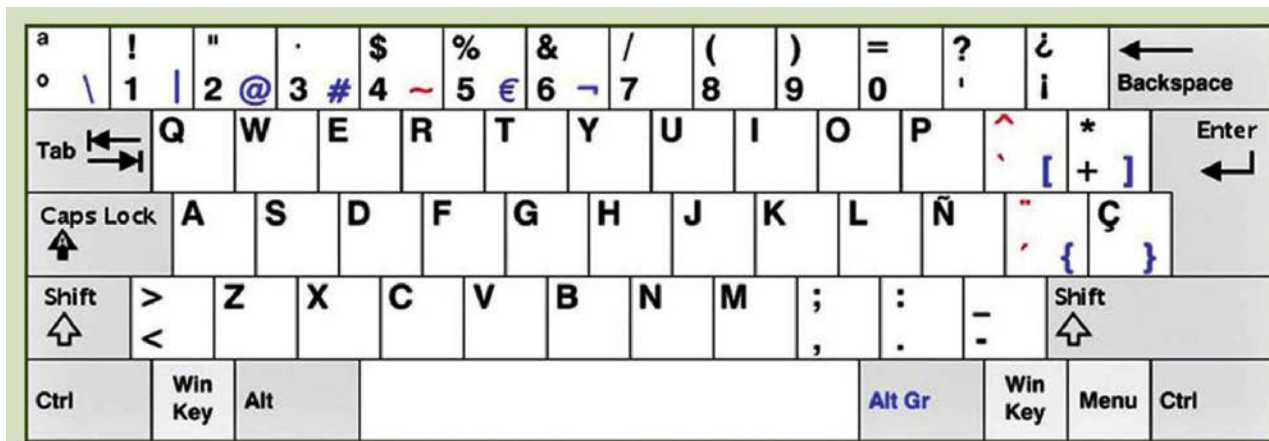 a ! " · $ % & / ( ) = ? ¿
º \ 1 | 2 @ 3 # 4 ~ 5 € 6 ¬ 7 8 9 0 ' ¡ Backspace
Tab Q W E R T Y U I O P ^ ` [ * + ] Enter
Caps Lock A A S D F G H J K L Ñ ¨ ´ { Ç }
Shift > < Z X C V B N M ; , : . _ - Shift
Ctrl Win Key Alt Alt Gr Win Key Menu Ctrl